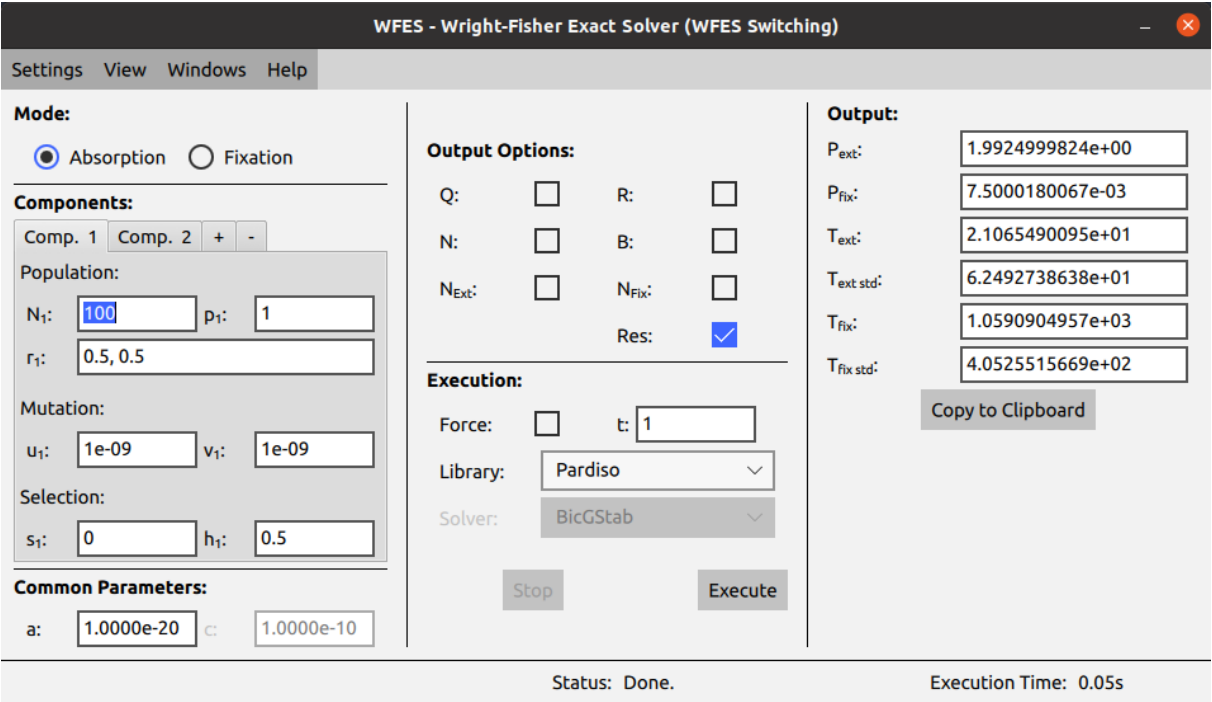 WFES - Wright-Fisher Exact Solver (WFES Switching)
Settings View Windows Help
Mode:
Absorption Fixation
Components:
Comp. 1 Comp. 2 + -
Population:
N₁: 100 p₁: 1
r₁: 0.5, 0.5
Mutation:
u₁: 1e-09 v₁: 1e-09
Selection:
s₁: 0 h₁: 0.5
Common Parameters:
a: 1.0000e-20 c: 1.0000e-10
Output Options:
Q: R:
N: B:
NExt: NFix:
Res:
Execution:
Force: t: 1
Library: Pardiso
Solver: BicGStab
Stop Execute
Output:
Pext: 1.9924999824e+00
Pfix: 7.5000180067e-03
Text: 2.1065490095e+01
Text std: 6.2492738638e+01
Tfix: 1.0590904957e+03
Tfix std: 4.0525515669e+02
Copy to Clipboard
Status: Done.
Execution Time: 0.05s